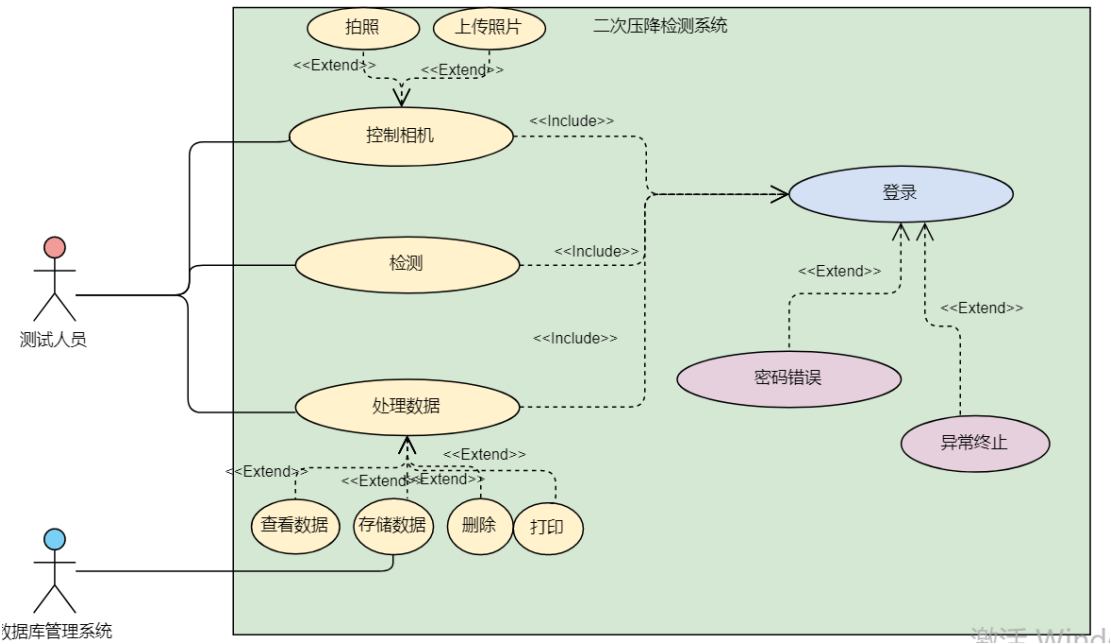 拍照
上传照片
二次压降检测系统
<<Extend>>
<<Extend>>
控制相机
<<Include>>
登录
检测
<<Include>>
<<Extend>>
<<Extend>>
测试人员
<<Include>>
密码错误
处理数据
异常终止
<<Extend>>
<<Extend>>
<<Extend>>
<<Extend>>
查看数据
存储数据
删除
打印
数据库管理系统